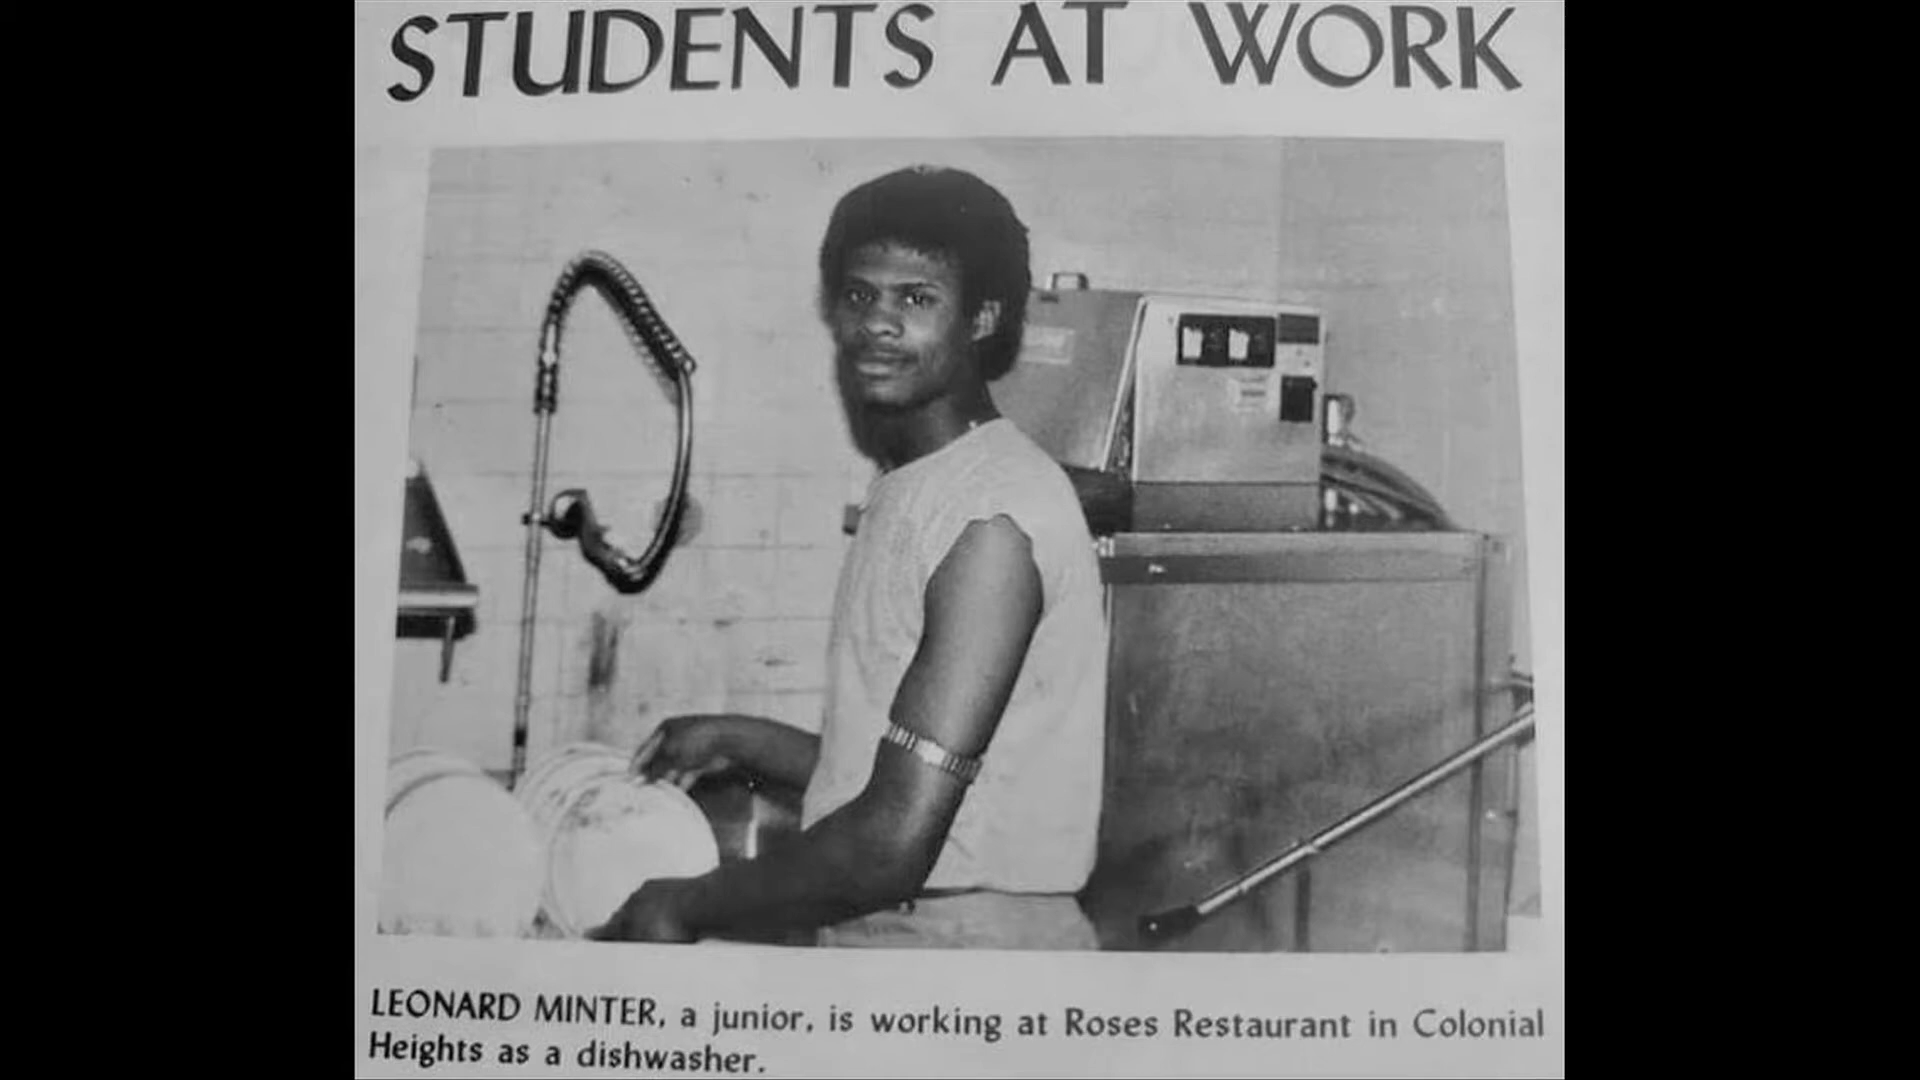 STUDENTS AT WORK
LEONARD MINTER, a junior, is working at Roses Restaurant in Colonial
Heights as a dishwasher.